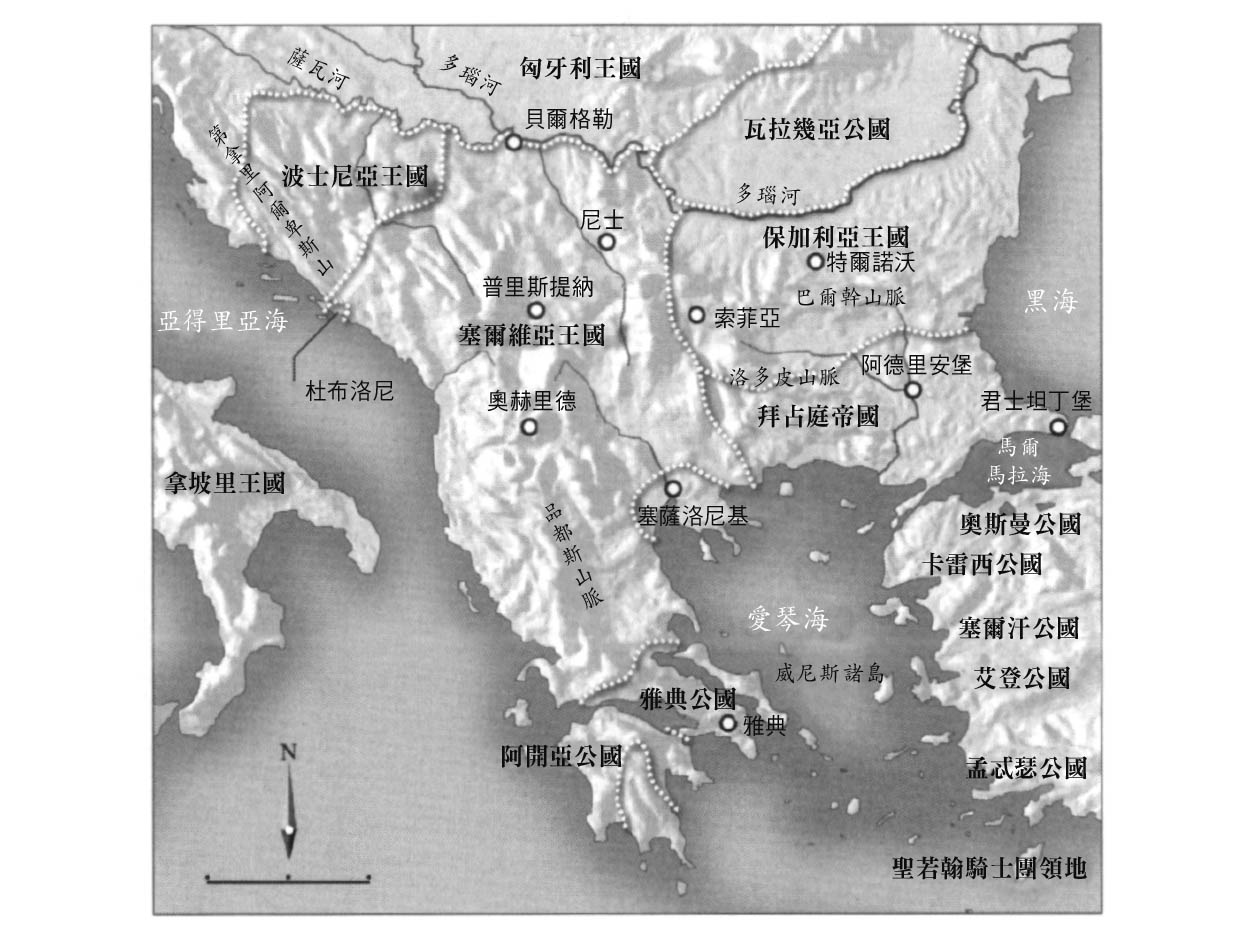 薩瓦河
多瑙河
匈牙利王國
貝爾格勒
瓦拉幾亞公國
第拿里阿爾卑斯山
波士尼亞王國
多瑙河
尼士
保加利亞王國
特爾諾沃
普里斯提納
巴爾幹山脈
黑海
亞得里亞海
塞爾維亞王國
索菲亞
杜布洛尼
洛多皮山脈
阿德里安堡
奧赫里德
拜占庭帝國
君士坦丁堡
馬爾
馬拉海
拿坡里王國
塞薩洛尼基
品都斯山脈
奧斯曼公國
卡雷西公國
愛琴海
塞爾汗公國
威尼斯諸島
艾登公國
雅典公國
雅典
阿開亞公國
孟忒瑟公國
N
聖若翰騎士團領地